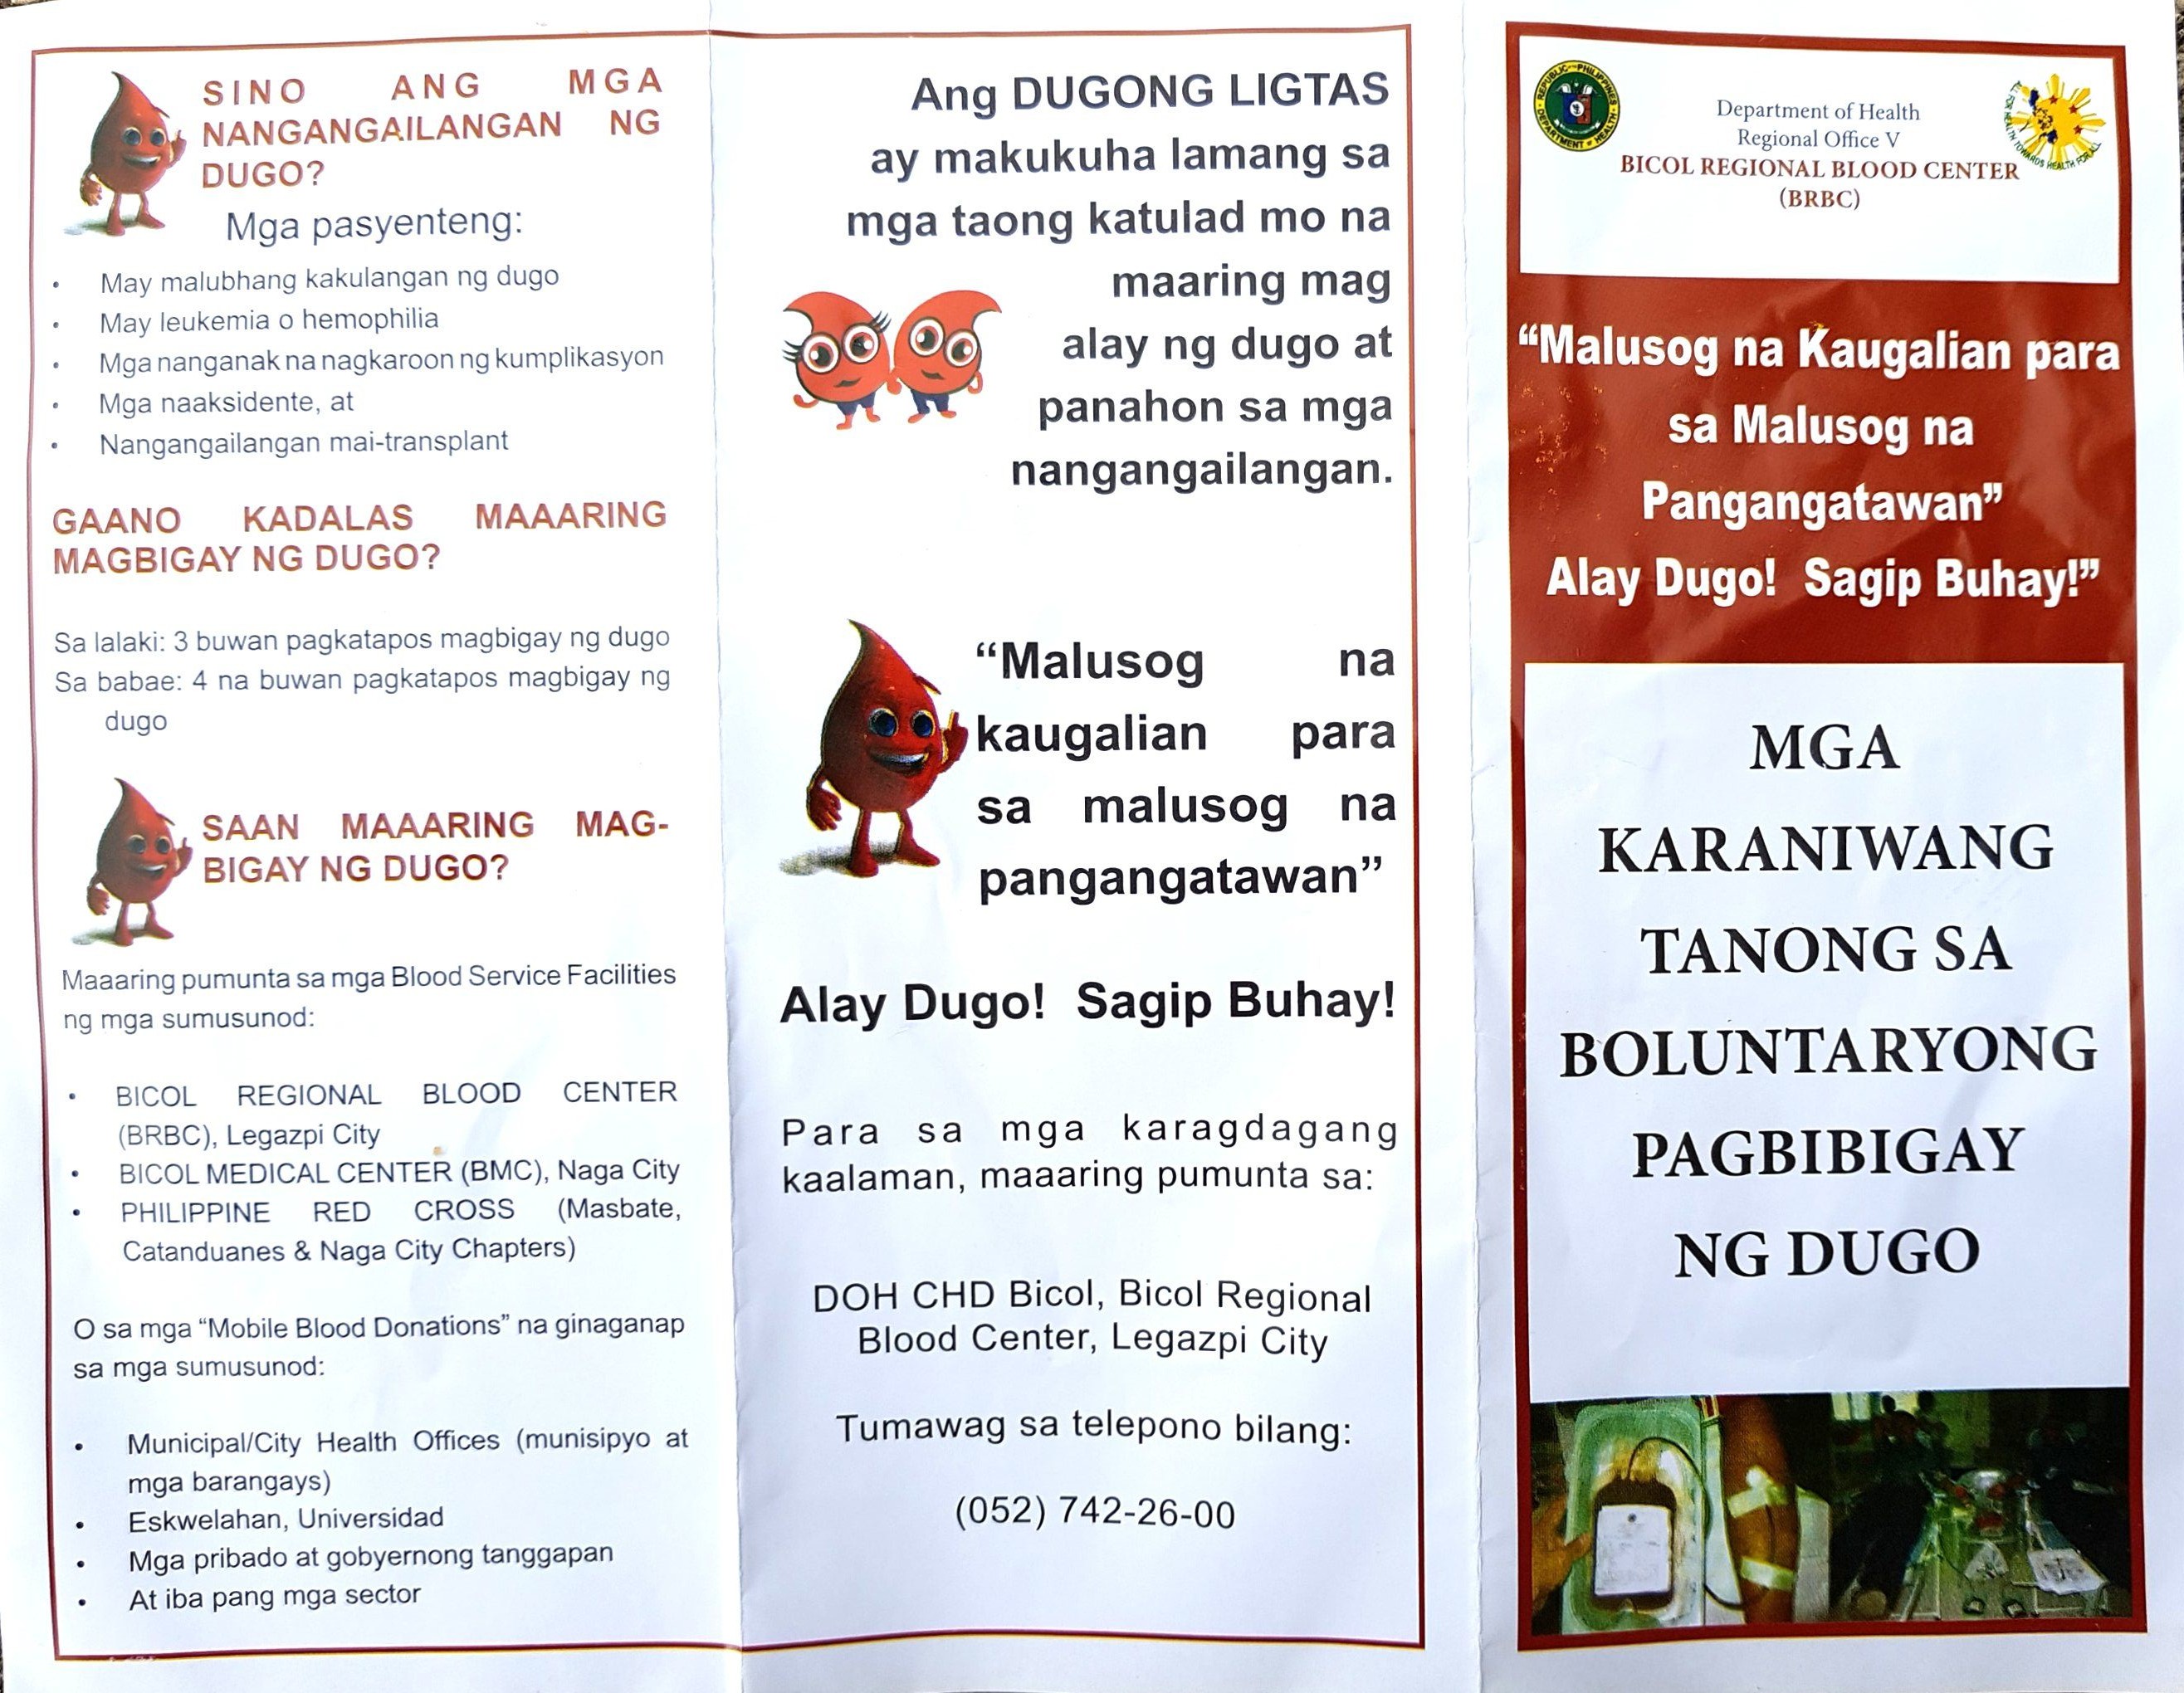 SINO ANG MGA
NANGANGAILANGAN NG
DUGO?
Mga pasyenteng:
• May malubhang kakulangan ng dugo
• May leukemia o hemophilia
• Mga nanganak na nagkaroon ng kumplikasyon
• Mga naaksidente, at
• Nangangailangan mai-transplant
GAANO KADALAS MAAARING
MAGBIGAY NG DUGO?
Sa lalaki: 3 buwan pagkatapos magbigay ng dugo
Sa babae: 4 na buwan pagkatapos magbigay ng
dugo
SAAN MAAARING MAG-
BIGAY NG DUGO?
Maaaring pumunta sa mga Blood Service Facilities
ng mga sumusunod:
• BICOL REGIONAL BLOOD CENTER
(BRBC), Legazpi City
• BICOL MEDICAL CENTER (BMC), Naga City
• PHILIPPINE RED CROSS (Masbate,
Catanduanes & Naga City Chapters)
O sa mga “Mobile Blood Donations” na ginaganap
sa mga sumusunod:
• Municipal/City Health Offices (munisipyo at
mga barangays)
• Eskwelahan, Universidad
• Mga pribado at gobyernong tanggapan
• At iba pang mga sector
Ang DUGONG LIGTAS
ay makukuha lamang sa
mga taong katulad mo na
maaring mag
alay ng dugo at
panahon sa mga
nangangailangan.
“Malusog na
kaugalian para
sa malusog na
pangangatawan”
Alay Dugo! Sagip Buhay!
Para sa mga karagdagang
kaalaman, maaaring pumunta sa:
DOH CHD Bicol, Bicol Regional
Blood Center, Legazpi City
Tumawag sa telepono bilang:
(052) 742-26-00
REPUBLIC OF THE PHILIPPINES
DEPARTMENT OF HEALTH
Department of Health
Regional Office V
BICOL REGIONAL BLOOD CENTER
(BRBC)
ALL FOR HEALTH TOWARDS HEALTH FOR ALL
“Malusog na Kaugalian para
sa Malusog na
Pangangatawan”
Alay Dugo! Sagip Buhay!”
MGA
KARANIWANG
TANONG SA
BOLUNTARYONG
PAGBIBIGAY
NG DUGO